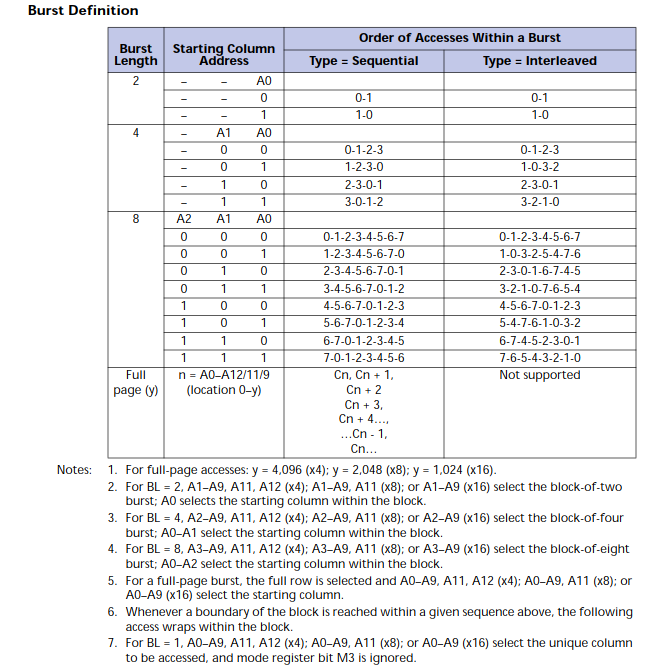 Burst Definition
Burst Length Starting Column Address Order of Accesses Within a Burst
Type = Sequential Type = Interleaved
2 – – A0
– – 0 0-1 0-1
– – 1 1-0 1-0
4 – A1 A0
– 0 0 0-1-2-3 0-1-2-3
– 0 1 1-2-3-0 1-0-3-2
– 1 0 2-3-0-1 2-3-0-1
– 1 1 3-0-1-2 3-2-1-0
8 A2 A1 A0
0 0 0 0-1-2-3-4-5-6-7 0-1-2-3-4-5-6-7
0 0 1 1-2-3-4-5-6-7-0 1-0-3-2-5-4-7-6
0 1 0 2-3-4-5-6-7-0-1 2-3-0-1-6-7-4-5
0 1 1 3-4-5-6-7-0-1-2 3-2-1-0-7-6-5-4
1 0 0 4-5-6-7-0-1-2-3 4-5-6-7-0-1-2-3
1 0 1 5-6-7-0-1-2-3-4 5-4-7-6-1-0-3-2
1 1 0 6-7-0-1-2-3-4-5 6-7-4-5-2-3-0-1
1 1 1 7-0-1-2-3-4-5-6 7-6-5-4-3-2-1-0
Full n = A0–A12/11/9 Cn, Cn + 1, Not supported
page (y) (location 0–y) Cn + 2
Cn + 3,
Cn + 4...,
...Cn - 1,
Cn...
Notes: 1. For full-page accesses: y = 4,096 (x4); y = 2,048 (x8); y = 1,024 (x16).
2. For BL = 2, A1–A9, A11, A12 (x4); A1–A9, A11 (x8); or A1–A9 (x16) select the block-of-two
burst; A0 selects the starting column within the block.
3. For BL = 4, A2–A9, A11, A12 (x4); A2–A9, A11 (x8); or A2–A9 (x16) select the block-of-four
burst; A0–A1 select the starting column within the block.
4. For BL = 8, A3–A9, A11, A12 (x4); A3–A9, A11 (x8); or A3–A9 (x16) select the block-of-eight
burst; A0–A2 select the starting column within the block.
5. For a full-page burst, the full row is selected and A0–A9, A11, A12 (x4); A0–A9, A11 (x8); or
A0–A9 (x16) select the starting column.
6. Whenever a boundary of the block is reached within a given sequence above, the following
access wraps within the block.
7. For BL = 1, A0–A9, A11, A12 (x4); A0–A9, A11 (x8); or A0–A9 (x16) select the unique column
to be accessed, and mode register bit M3 is ignored.